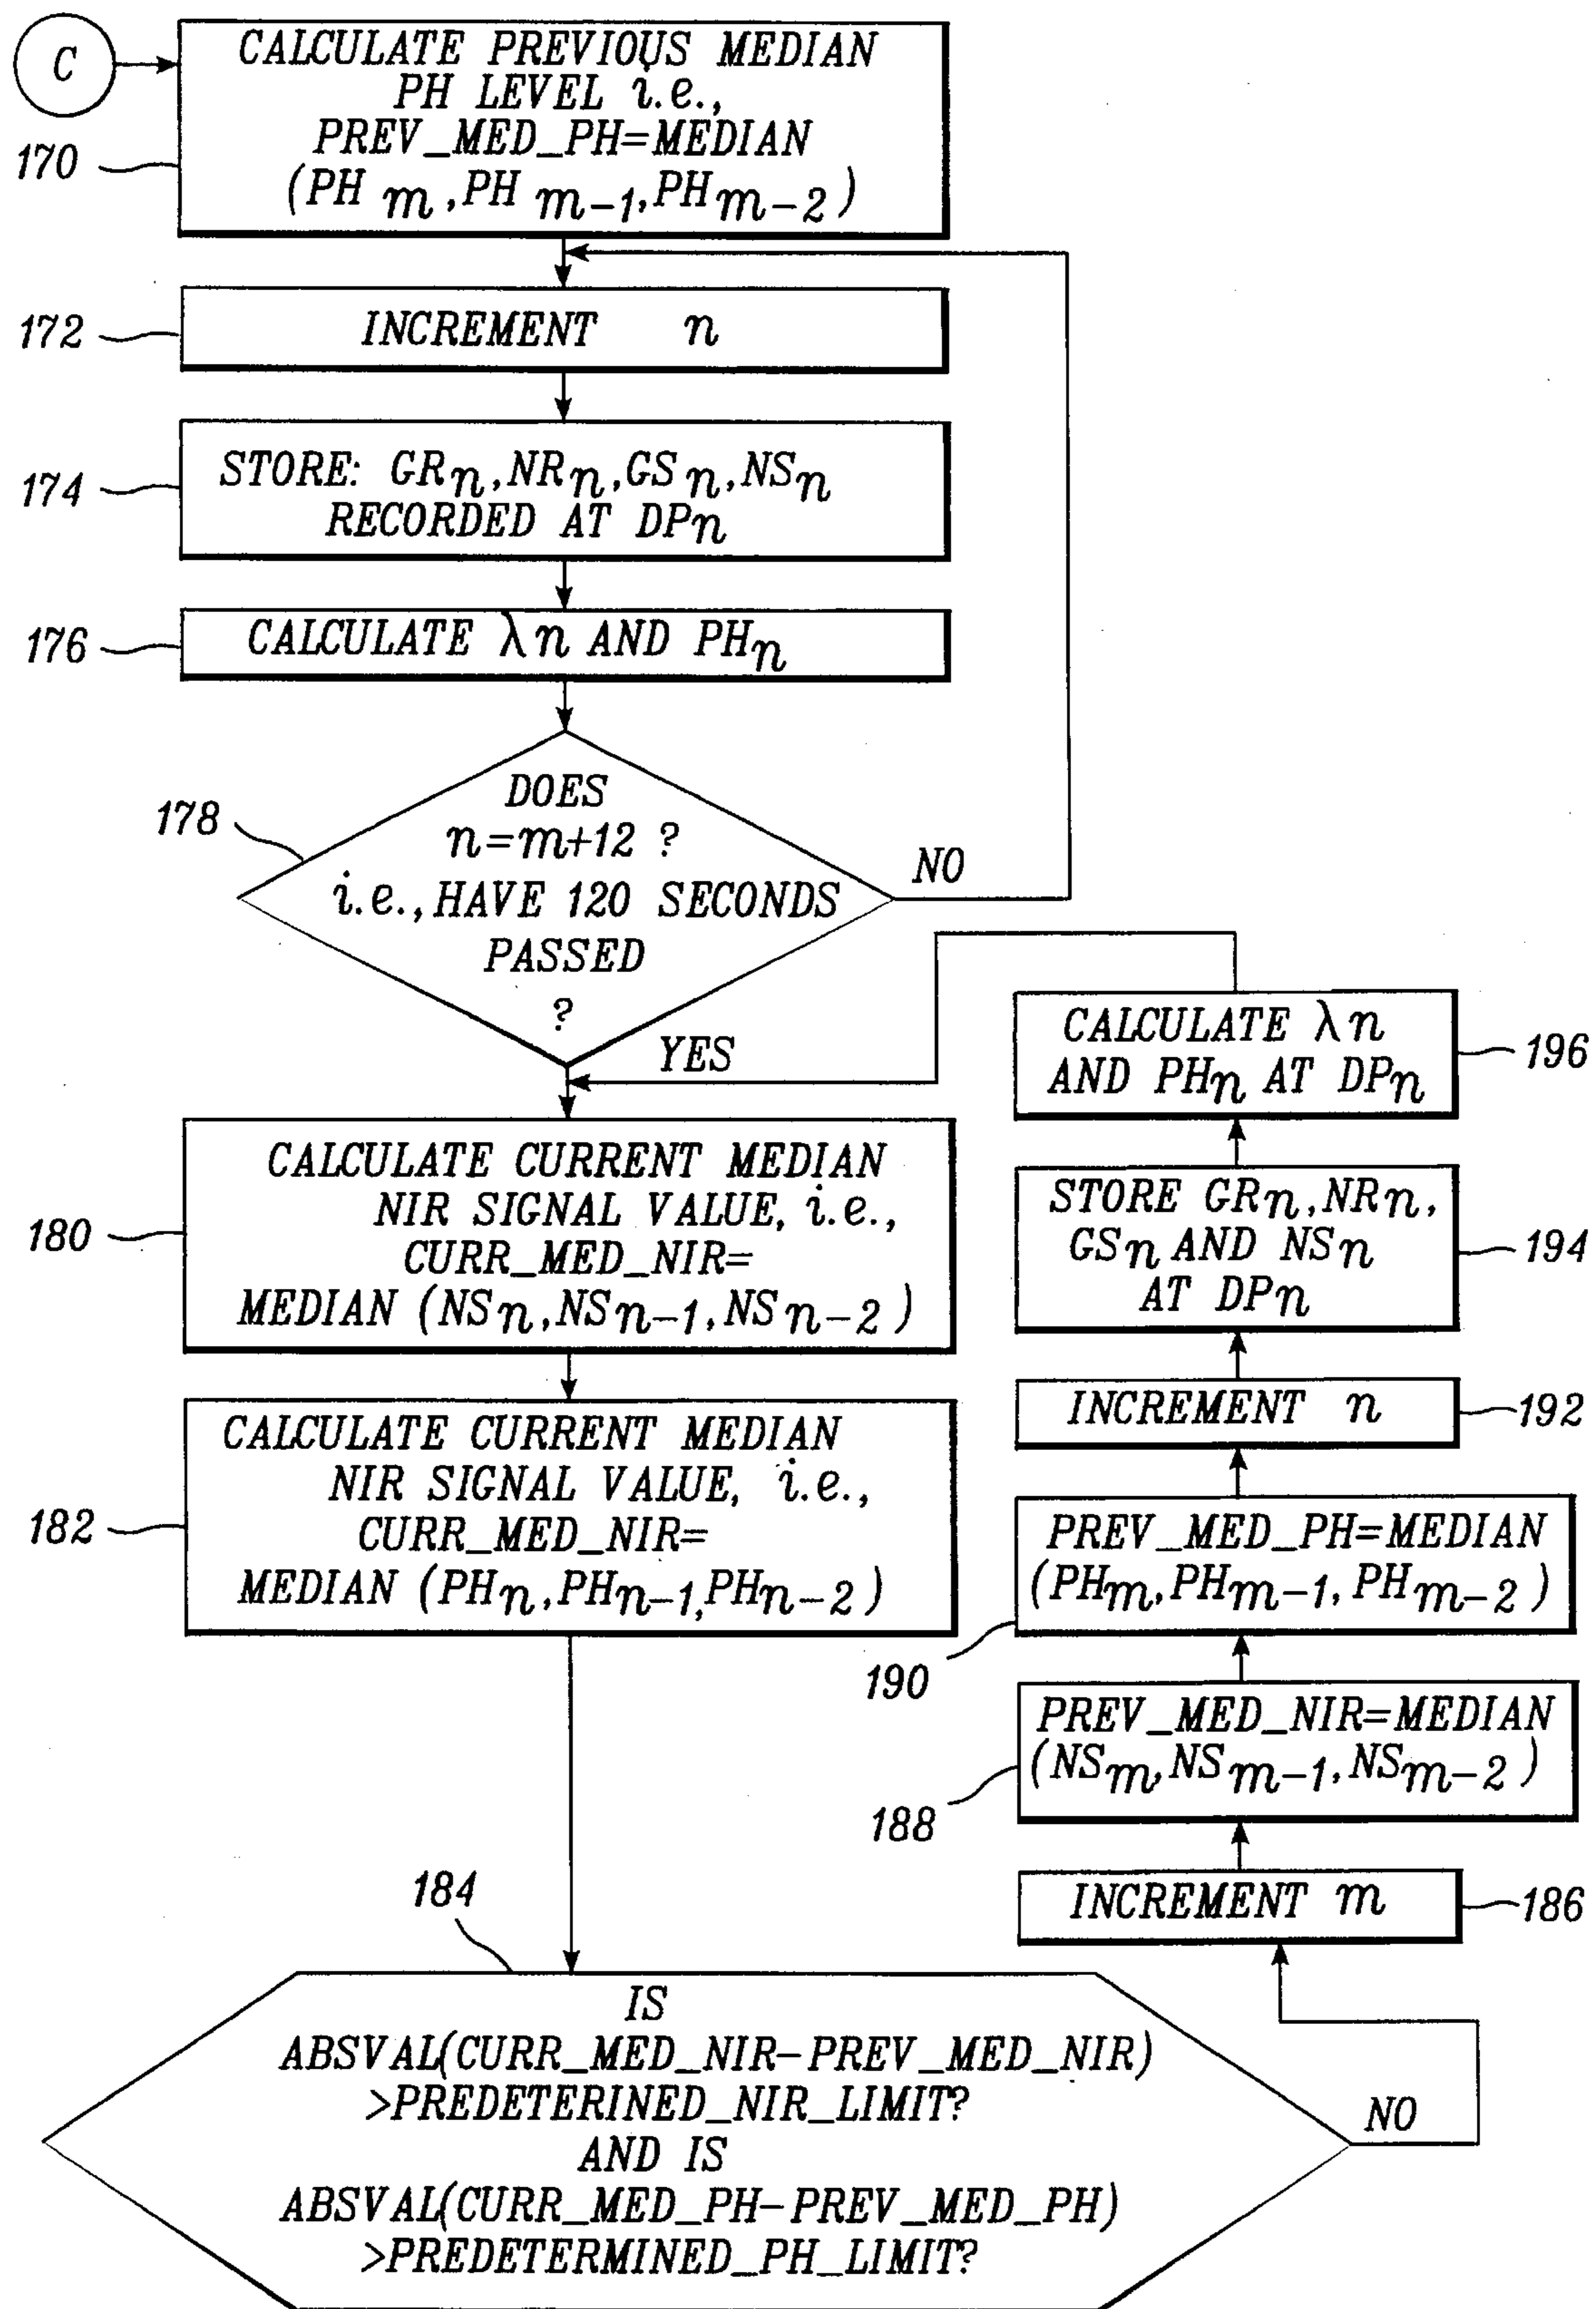 C
CALCULATE PREVIOUS MEDIAN
PH LEVEL i.e.,
PREV_MED_PH=MEDIAN
(PH m, PH m-1, PHm-2)
170
INCREMENT n
172
STORE: GRn, NRn, GSn, NSn
RECORDED AT DPn
174
CALCULATE λn AND PHn
176
DOES
n=m+12 ?
i.e., HAVE 120 SECONDS
PASSED
?
178
NO
YES
CALCULATE CURRENT MEDIAN
NIR SIGNAL VALUE, i.e.,
CURR_MED_NIR=
MEDIAN (NSn, NSn-1, NSn-2)
180
CALCULATE CURRENT MEDIAN
NIR SIGNAL VALUE, i.e.,
CURR_MED_NIR=
MEDIAN (PHn, PHn-1, PHn-2)
182
184
IS
ABSVAL(CURR_MED_NIR-PREV_MED_NIR)
>PREDETERINED_NIR_LIMIT?
AND IS
ABSVAL(CURR_MED_PH-PREV_MED_PH)
>PREDETERMINED_PH_LIMIT?
NO
INCREMENT m
186
PREV_MED_NIR=MEDIAN
(NSm, NSm-1, NSm-2)
188
PREV_MED_PH=MEDIAN
(PHm, PHm-1, PHm-2)
190
INCREMENT n
192
STORE GRn, NRn,
GSn AND NSn
AT DPn
194
CALCULATE λn
AND PHn AT DPn
196